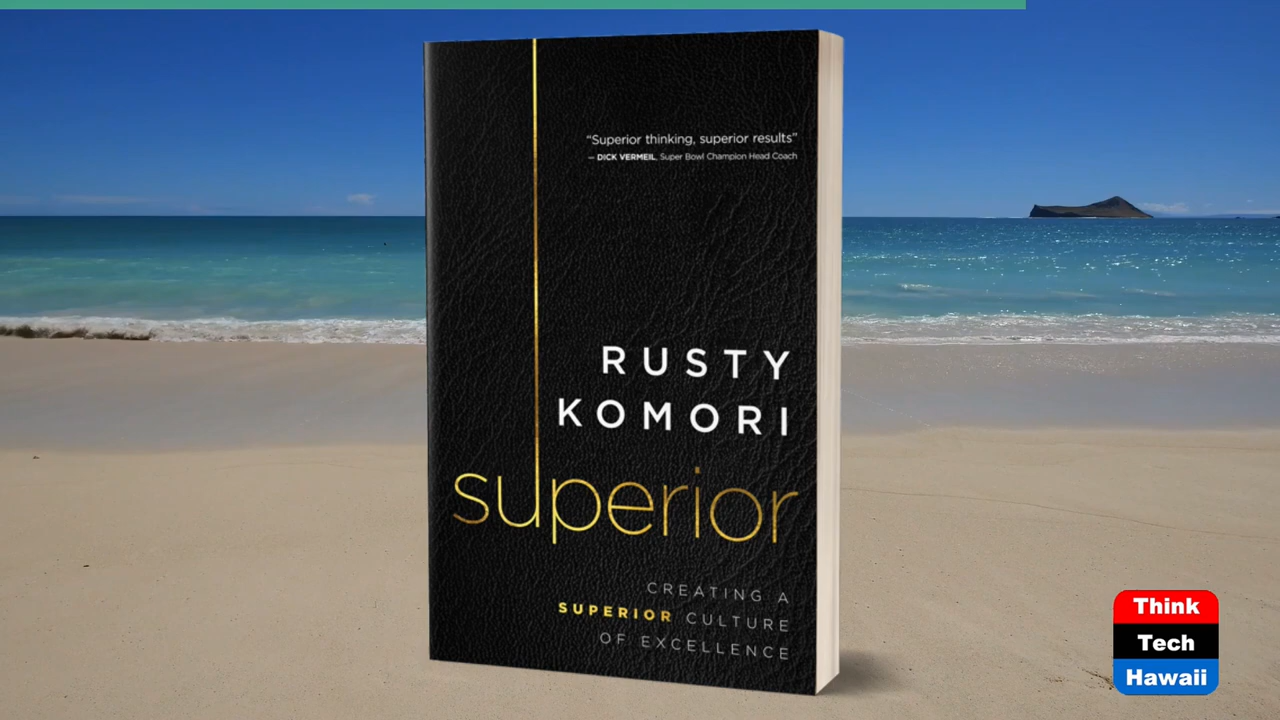 “Superior thinking, superior results”
— DICK VERMEIL, Super Bowl Champion Head Coach
RUSTY
KOMORI
superior
CREATING A
SUPERIOR CULTURE
OF EXCELLENCE
Think
Tech
Hawaii